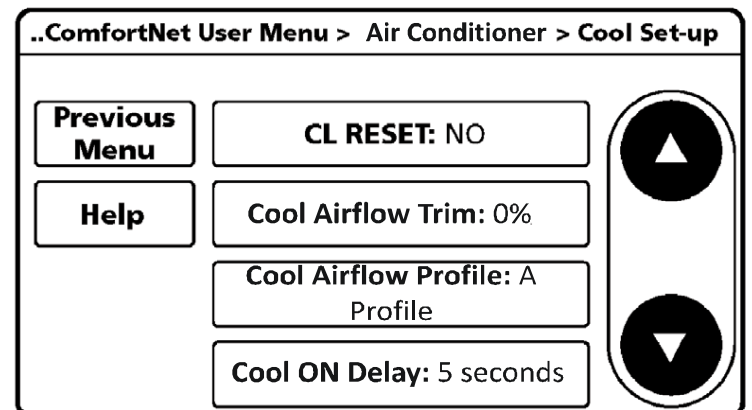 ..ComfortNet User Menu > Air Conditioner > Cool Set-up
Previous
Menu
CL RESET: NO
Help
Cool Airflow Trim: 0%
Cool Airflow Profile: A
Profile
Cool ON Delay: 5 seconds